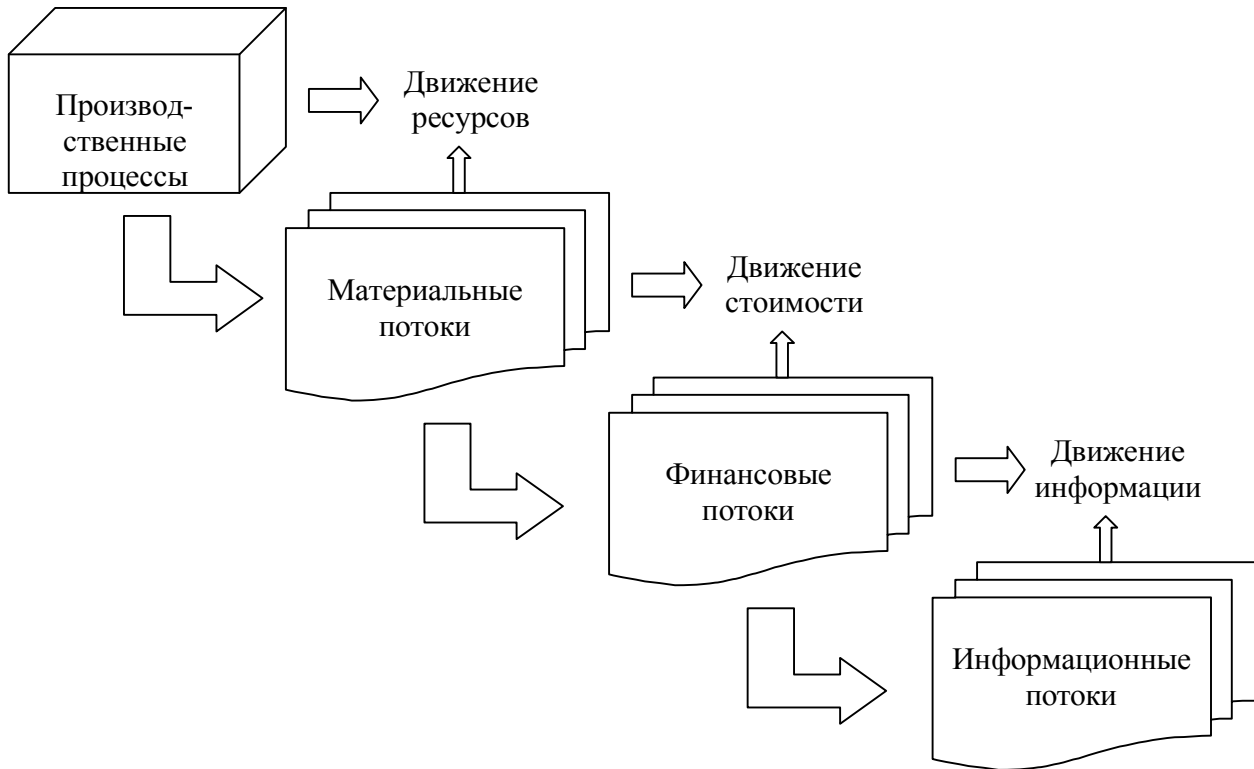 Производ-
ственные
процессы
Движение
ресурсов
Материальные
потоки
Движение
стоимости
Финансовые
потоки
Движение
информации
Информационные
потоки